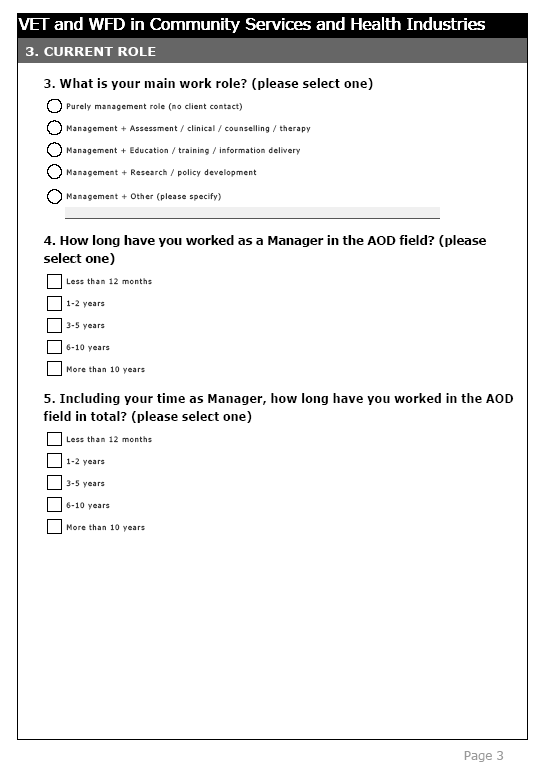 VET and WFD in Community Services and Health Industries
3. CURRENT ROLE
3. What is your main work role? (please select one)
Purely management role (no client contact)
Management + Assessment / clinical / counselling / therapy
Management + Education / training / information delivery
Management + Research / policy development
Management + Other (please specify)
4. How long have you worked as a Manager in the AOD field? (please
select one)
Less than 12 months
1-2 years
3-5 years
6-10 years
More than 10 years
5. Including your time as Manager, how long have you worked in the AOD
field in total? (please select one)
Less than 12 months
1-2 years
3-5 years
6-10 years
More than 10 years
Page 3